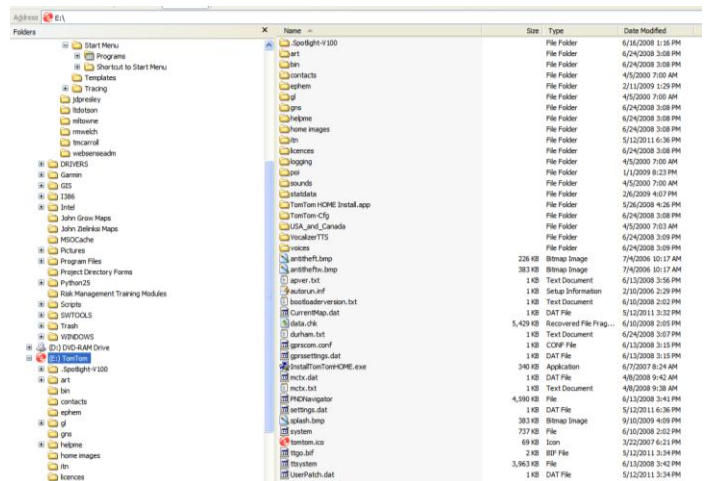 Address E:\
Folders
Start Menu
Programs
Shortcut to Start Menu
Templates
Tracing
jdpresley
ltdotson
mltowne
rmwelch
tmcarroll
websenseadm
DRIVERS
Garmin
GIS
I386
Intel
John Grow Maps
John Zielinks Maps
MSOCache
Pictures
Program Files
Project Directory Forms
Python25
Risk Management Training Modules
Scripts
SWTOOLS
Trash
WINDOWS
(D:) DVD-RAM Drive
(E:) TomTom
.Spotlight-V100
art
bin
contacts
ephem
gl
gns
helpme
home images
itn
licences
Name Size Type Date Modified
.Spotlight-V100 File Folder 6/16/2008 1:16 PM
art File Folder 6/24/2008 3:08 PM
bin File Folder 6/24/2008 3:08 PM
contacts File Folder 4/5/2000 7:00 AM
ephem File Folder 2/11/2009 1:29 PM
gl File Folder 4/5/2000 7:00 AM
gns File Folder 6/24/2008 3:08 PM
helpme File Folder 6/24/2008 3:08 PM
home images File Folder 6/24/2008 3:08 PM
itn File Folder 5/12/2011 6:36 PM
licences File Folder 6/24/2008 3:08 PM
logging File Folder 4/5/2000 7:00 AM
poi File Folder 1/1/2009 8:23 PM
sounds File Folder 4/5/2000 7:00 AM
statdata File Folder 2/6/2009 4:07 PM
TomTom HOME Install.app File Folder 5/26/2008 4:26 PM
TomTom-Cfg File Folder 6/24/2008 3:08 PM
USA_and_Canada File Folder 4/5/2000 7:03 AM
VocalizerTTS File Folder 6/24/2008 3:09 PM
voices File Folder 6/24/2008 3:09 PM
antitheft.bmp 226 KB Bitmap Image 7/4/2006 10:17 AM
antitheftw.bmp 383 KB Bitmap Image 7/4/2006 10:17 AM
apver.txt 1 KB Text Document 6/13/2008 3:56 PM
autorun.inf 1 KB Setup Information 2/10/2006 2:29 PM
bootloaderversion.txt 1 KB Text Document 6/10/2008 2:02 PM
CurrentMap.dat 1 KB DAT File 5/12/2011 3:32 PM
data.chk 5,429 KB Recovered File Frag... 6/10/2008 2:05 PM
durham.txt 1 KB Text Document 6/24/2008 3:07 PM
gprscom.conf 1 KB CONF File 6/13/2008 3:15 PM
gprssettings.dat 1 KB DAT File 6/13/2008 3:15 PM
InstallTomTomHOME.exe 340 KB Application 6/7/2007 8:24 AM
mctx.dat 1 KB DAT File 4/8/2008 9:42 AM
mctx.txt 1 KB Text Document 4/8/2008 9:38 AM
PNDNavigator 4,590 KB File 6/13/2008 3:41 PM
settings.dat 1 KB DAT File 5/12/2011 6:36 PM
splash.bmp 383 KB Bitmap Image 9/10/2009 4:09 PM
system 737 KB File 6/10/2008 2:02 PM
tomtom.ico 69 KB Icon 3/22/2007 6:21 PM
ttgo.bif 2 KB BIF File 5/12/2011 3:34 PM
ttsystem 3,963 KB File 6/13/2008 3:42 PM
UserPatch.dat 1 KB DAT File 5/12/2011 3:34 PM